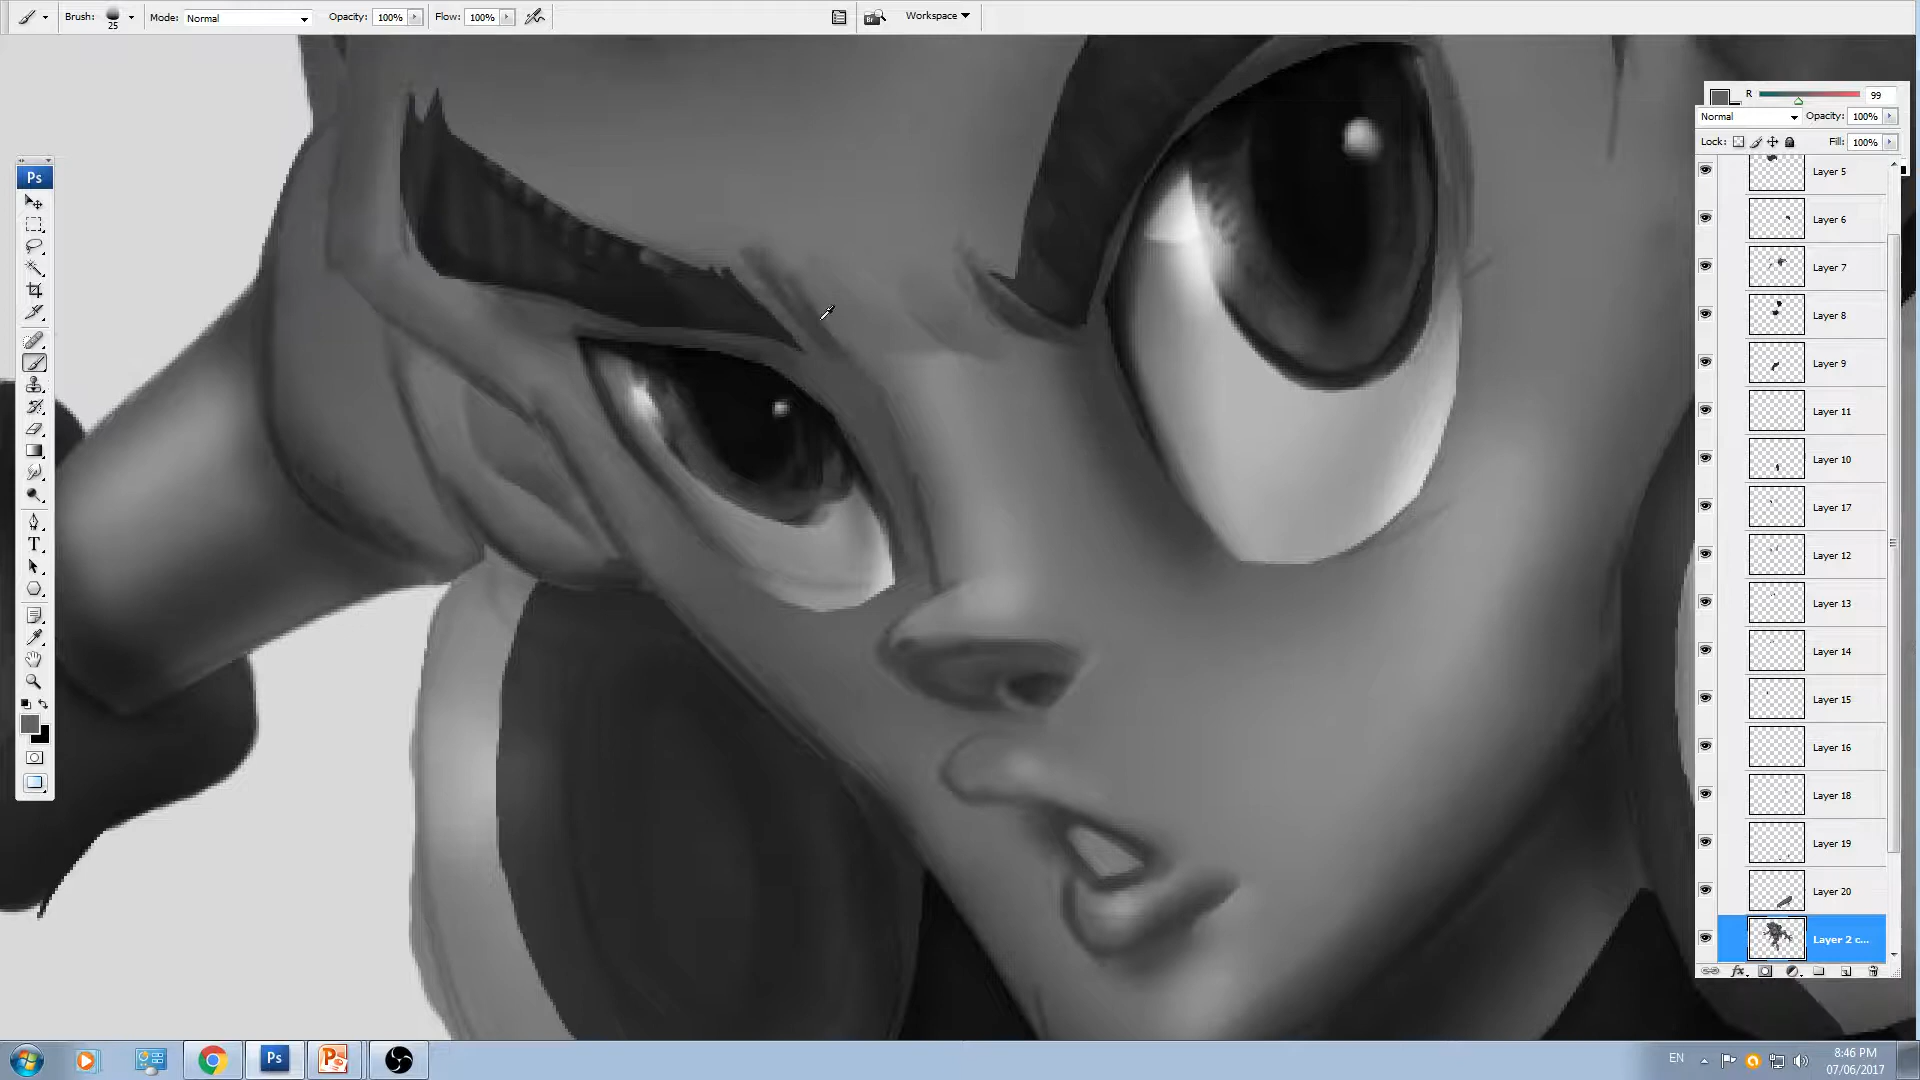 Brush: 25 Mode: Normal Opacity: 100% Flow: 100% Workspace
R 99
Normal Opacity: 100%
Lock: Fill: 100%
Ps
Layer 5
Layer 6
Layer 7
Layer 8
Layer 9
Layer 11
Layer 10
Layer 17
Layer 12
Layer 13
Layer 14
Layer 15
Layer 16
Layer 18
Layer 19
Layer 20
Layer 2 c...
T
fx
Ps
EN
8:46 PM
07/06/2017